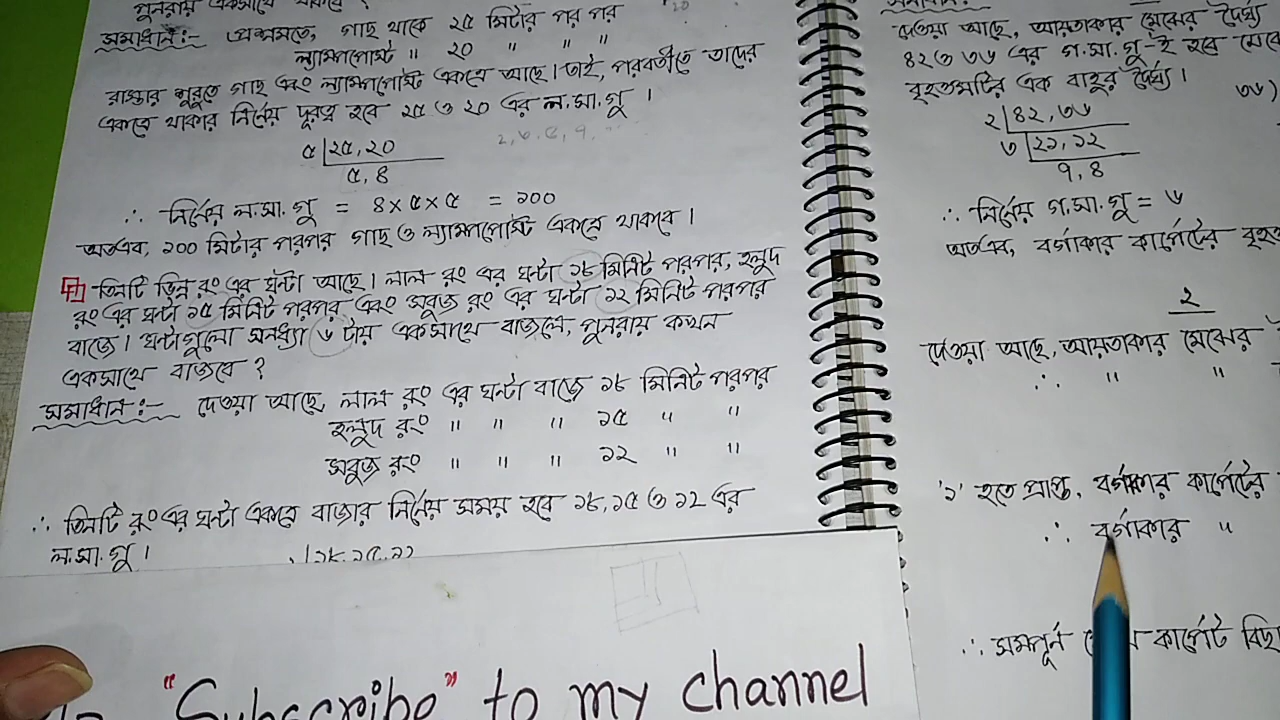 পুনরায় একসাথে থাকবে ?
সমাধান:- প্রশ্নমতে, গাছ থাকে ২৫ মিটার পর পর
ল্যাম্পপোস্ট " ২০ " " "
রাস্তার শুরুতে গাছ এবং ল্যাম্পপোস্ট একত্রে আছে। তাই, পরবর্তীতে তাদের
একত্রে থাকার নির্ণেয় দূরত্ব হবে ২৫ ও ২০ এর ল.সা.গু ।
৫ | ২৫, ২০
৫, ৪
∴ নির্ণেয় ল.সা.গু = ৪ × ৫ × ৫ = ১০০
অতএব, ১০০ মিটার পরপর গাছ ও ল্যাম্পপোস্ট একত্রে থাকবে ।
তিনটি ভিন্ন রং এর ঘন্টা আছে। লাল রং এর ঘন্টা ১৮ মিনিট পরপর, হলুদ
রং এর ঘন্টা ১৫ মিনিট পরপর এবং সবুজ রং এর ঘন্টা ১২ মিনিট পরপর
বাজে। ঘন্টাগুলো সনধ্যা ৬ টায় একসাথে বাজলে, পুনরায় কখন
একসাথে বাজবে ?
সমাধান:- দেওয়া আছে, লাল রং এর ঘন্টা বাজে ১৮ মিনিট পরপর
হলুদ রং " " " ১৫ " "
সবুজ রং " " " ১২ " "
∴ তিনটি রং এর ঘন্টা একত্রে বাজার নির্ণেয় সময় হবে ১৮, ১৫ ও ১২ এর
ল.সা.গু ।
"Subscribe" to my channel
দেওয়া আছে, আয়তাকার মেঝের দৈর্ঘ্য
৪২ ও ৩৬ এর গ.সা.গু-ই হবে
বৃহত্তমটির এক বাহুর দৈর্ঘ্য ।
২ | ৪২, ৩৬
৩ | ২১, ১৮
৭, ৬
∴ নির্ণেয় গ.সা.গু = ৬
অতএব, বর্গাকার কার্পেটের
২
দেওয়া আছে, আয়তাকার মেঝের
∴ " "
'১' হতে প্রাপ্ত, বর্গাকার কার্পেটের
∴ বর্গাকার "
∴ সম্পূর্ন কার্পেট